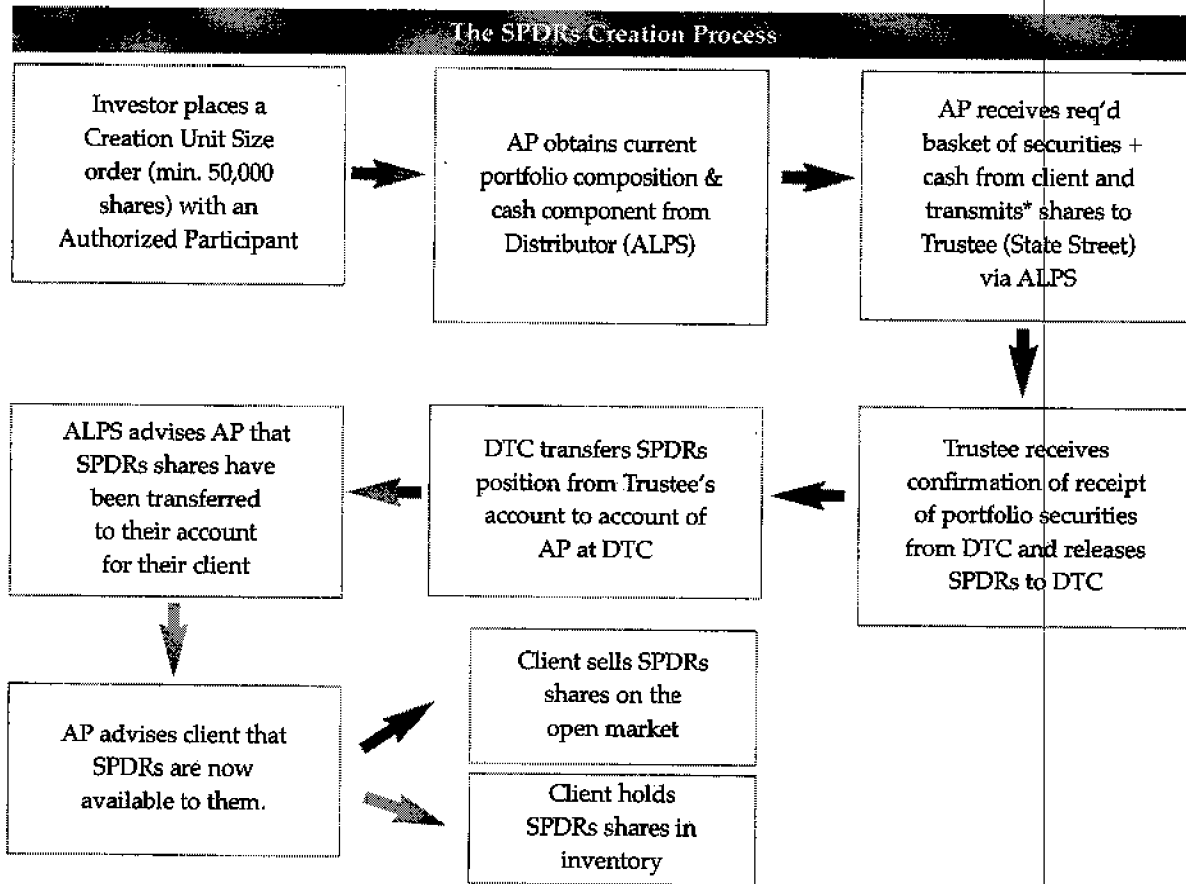 The SPDRs Creation Process
Investor places a
Creation Unit Size
order (min. 50,000
shares) with an
Authorized Participant
AP obtains current
portfolio composition &
cash component from
Distributor (ALPS)
AP receives req'd
basket of securities +
cash from client and
transmits* shares to
Trustee (State Street)
via ALPS
Trustee receives
confirmation of receipt
of portfolio securities
from DTC and releases
SPDRs to DTC
DTC transfers SPDRs
position from Trustee's
account to account of
AP at DTC
ALPS advises AP that
SPDRs shares have
been transferred
to their account
for their client
AP advises client that
SPDRs are now
available to them.
Client sells SPDRs
shares on the
open market
Client holds
SPDRs shares in
inventory